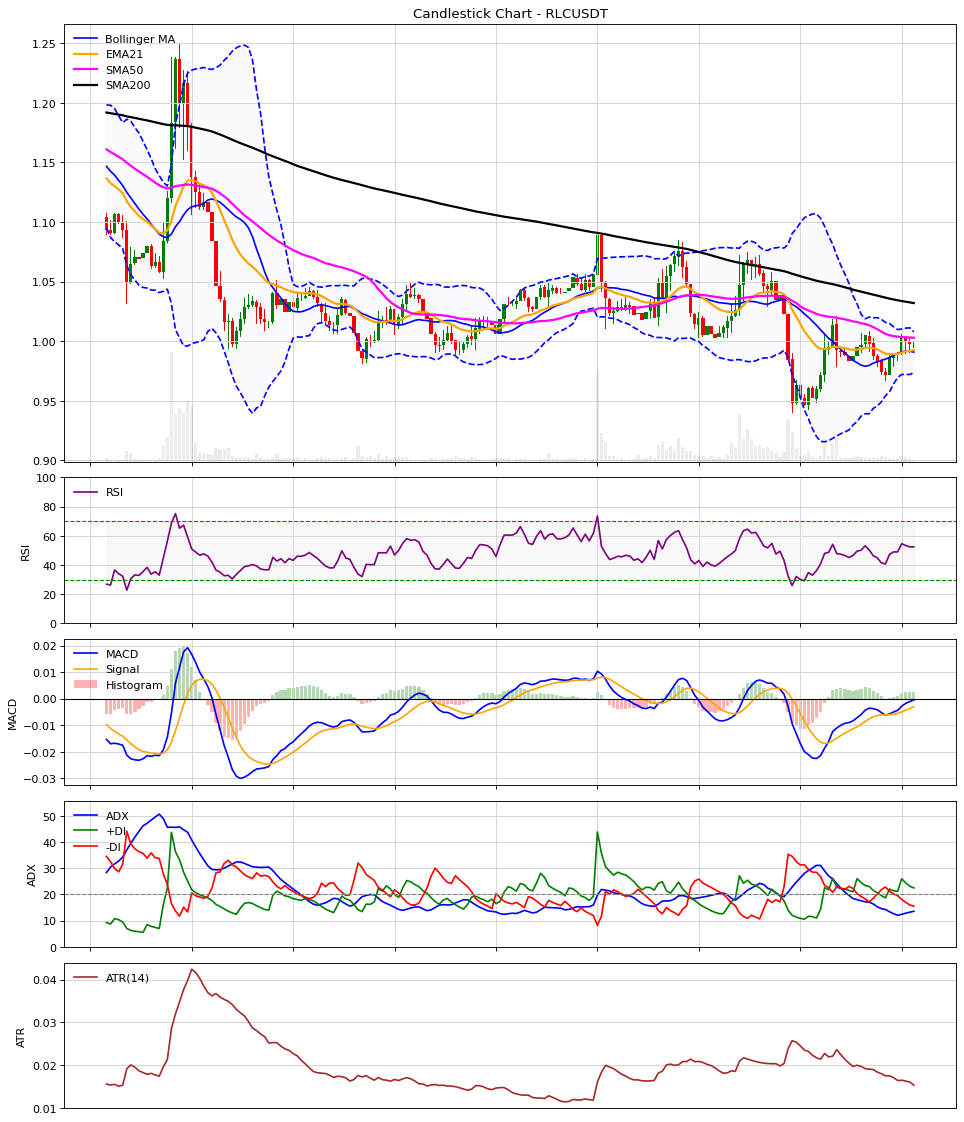 Candlestick Chart - RLCUSDT
Bollinger MA
EMA21
SMA50
SMA200
1.25
1.20
1.15
1.10
1.05
1.00
0.95
0.90
RSI
RSI
100
80
60
40
20
0
MACD
Signal
Histogram
MACD
0.02
0.01
0.00
−0.01
−0.02
−0.03
ADX
+DI
-DI
ADX
50
40
30
20
10
0
ATR(14)
ATR
0.04
0.03
0.02
0.01